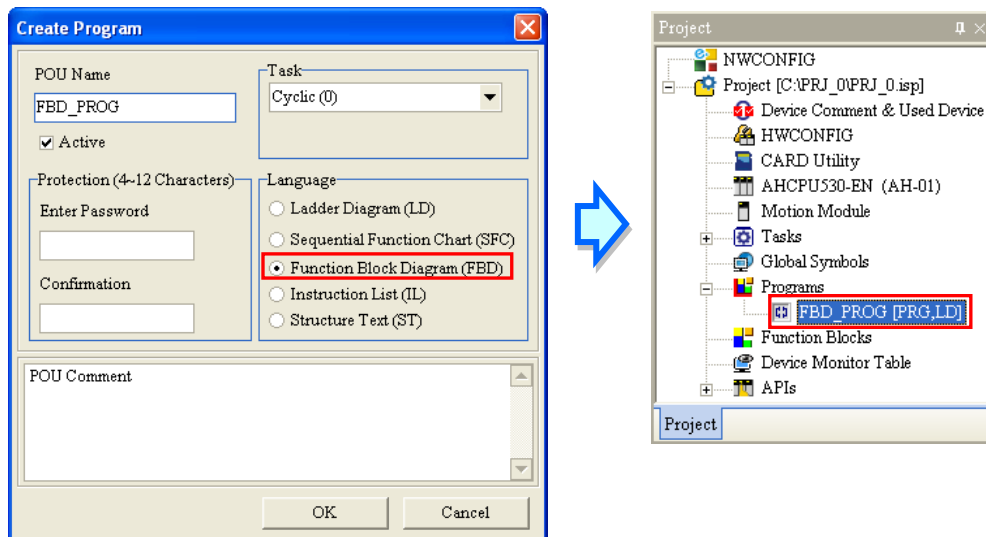 Create Program
POU Name
FBD_PROG
Active
Task
Cyclic (0)
Protection (4~12 Characters)
Enter Password
Confirmation
Language
Ladder Diagram (LD)
Sequential Function Chart (SFC)
Function Block Diagram (FBD)
Instruction List (IL)
Structure Text (ST)
POU Comment
OK
Cancel
Project
NWCONFIG
Project [C:\PRJ_0\PRJ_0.isp]
Device Comment & Used Device
HWCONFIG
CARD Utility
AHCPU530-EN (AH-01)
Motion Module
Tasks
Global Symbols
Programs
FBD_PROG [PRG,LD]
Function Blocks
Device Monitor Table
APIs
Project